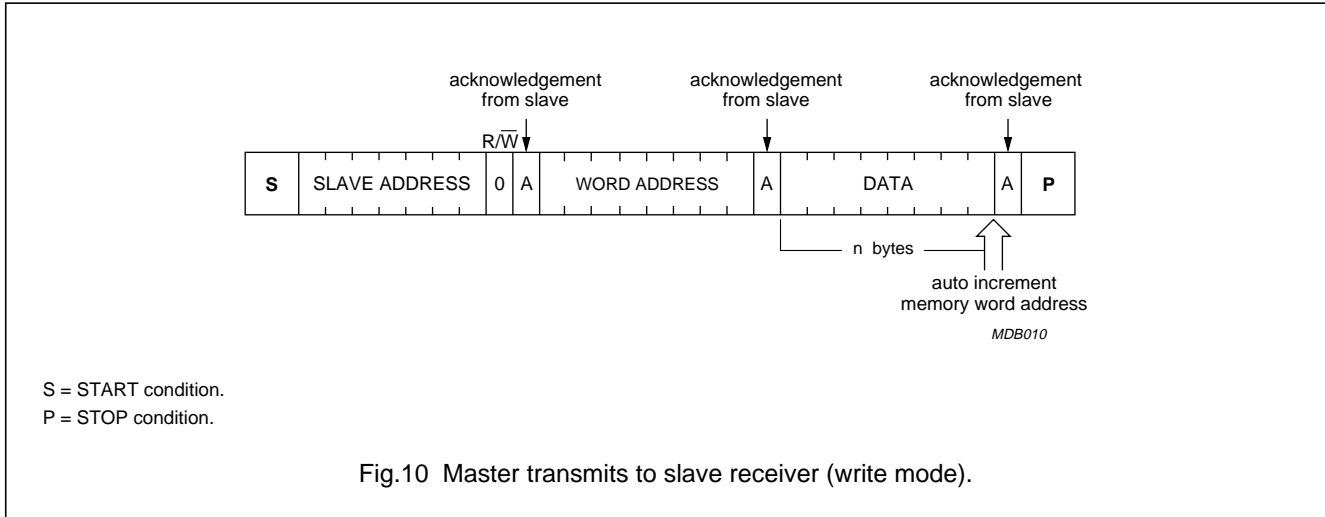 acknowledgement
from slave
acknowledgement
from slave
acknowledgement
from slave
R/W̅
S SLAVE ADDRESS 0 A WORD ADDRESS A DATA A P
n bytes
auto increment
memory word address
MDB010
S = START condition.
P = STOP condition.
Fig.10 Master transmits to slave receiver (write mode).